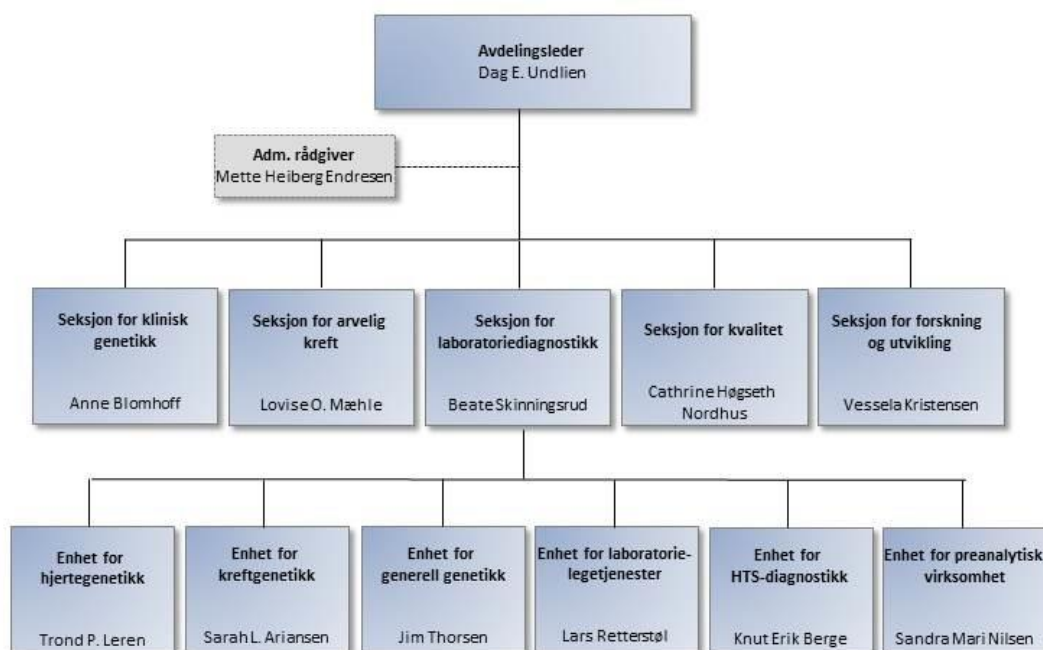 Avdelingsleder
Dag E. Undlien
Adm. rådgiver
Mette Heiberg Endresen
Seksjon for klinisk
genetikk
Anne Blomhoff
Seksjon for arvelig
kreft
Lovise O. Mæhle
Seksjon for
laboratoriediagnostikk
Beate Skinningsrud
Seksjon for kvalitet
Cathrine Høgseth
Nordhus
Seksjon for forskning
og utvikling
Vessela Kristensen
Enhet for
hjertegenetikk
Trond P. Leren
Enhet for
kreftgenetikk
Sarah L. Ariansen
Enhet for
generell genetikk
Jim Thorsen
Enhet for laboratorie-
legetjenester
Lars Retterstøl
Enhet for
HTS-diagnostikk
Knut Erik Berge
Enhet for preanalytisk
virksomhet
Sandra Mari Nilsen